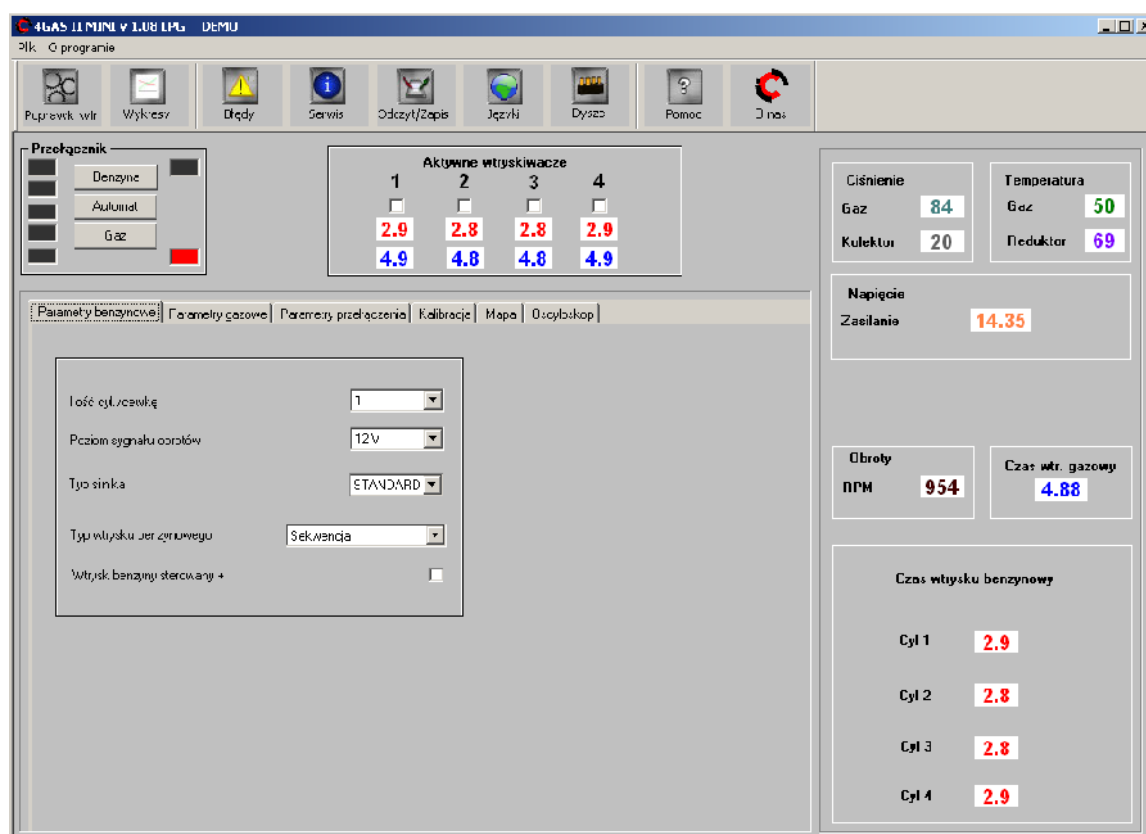 4GAS II MINI v 1.08 LPG DEMO
Plik O programie
Poprawki wtr Wykresy Błędy Serwis Odczyt/Zapis Języki Dysze Pomoc O nas
Przełącznik
Benzyna
Automat
Gaz
Aktywne wtryskiwacze
1 2 3 4
2.9 2.8 2.8 2.9
4.9 4.8 4.8 4.9
Ciśnienie
Gaz 84
Kolektor 20
Temperatura
Gaz 50
Reduktor 69
Napięcie
Zasilanie 14.35
Parametry benzynowe Parametry gazowe Parametry przełączenia Kalibracja Mapa Oscyloskop
Ilość cyl./cewkę 1
Poziom sygnału obrotów 12V
Typ silnika STANDARD
Typ wtrysku benzynowego Sekwencja
Wtrysk benzyny sterowany +
Obroty
RPM 954
Czas wtr. gazowy
4.88
Czas wtrysku benzynowy
Cyl 1 2.9
Cyl 2 2.8
Cyl 3 2.8
Cyl 4 2.9